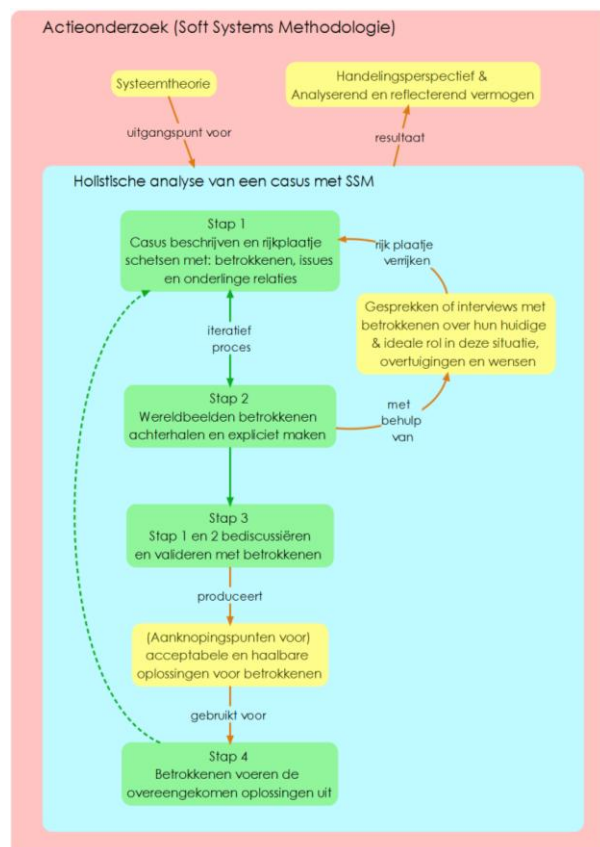 Actieonderzoek (Soft Systems Methodologie)
Systeemtheorie
Handelingsperspectief &
Analyserend en reflecterend vermogen
uitgangspunt voor
resultaat
Holistische analyse van een casus met SSM
Stap 1
Casus beschrijven en rijkplaatje
schetsen met: betrokkenen, issues
en onderlinge relaties
rijk plaatje
verrijken
iteratief
proces
Gesprekken of interviews met
betrokkenen over hun huidige
& ideale rol in deze situatie,
overtuigingen en wensen
Stap 2
Wereldbeelden betrokkenen
achterhalen en expliciet maken
met
behulp
van
Stap 3
Stap 1 en 2 bediscussiëren
en valideren met betrokkenen
produceert
(Aanknopingspunten voor)
acceptabele en haalbare
oplossingen voor betrokkenen
gebruikt voor
Stap 4
Betrokkenen voeren de
overeengekomen oplossingen uit